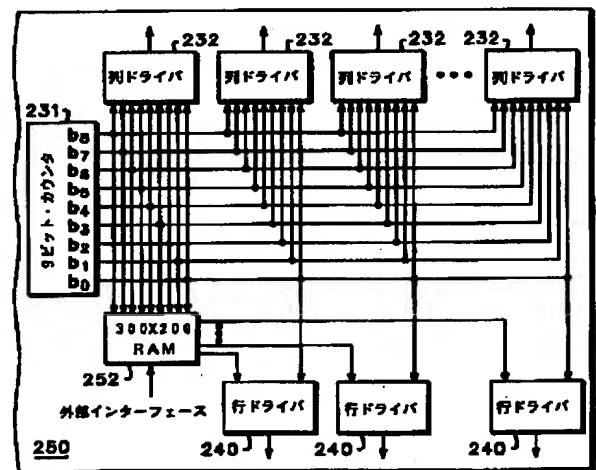 232 232 232 232
列ドライバ 列ドライバ 列ドライバ 列ドライバ
231
9ビット・カウンタ
b8
b7
b6
b5
b4
b3
b2
b1
b0
380X206
RAM
252
外部インターフェース
行ドライバ 行ドライバ 行ドライバ
250
240 240 240